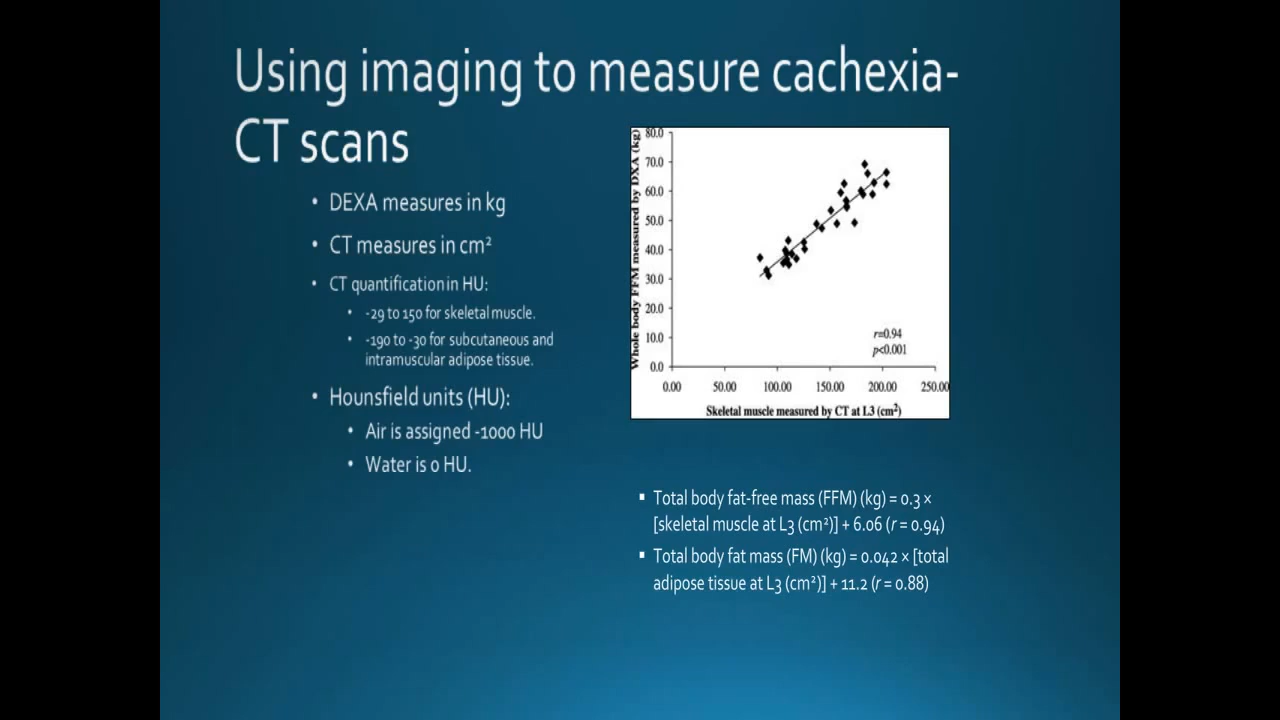 Using imaging to measure cachexia-
CT scans
• DEXA measures in kg
• CT measures in cm²
• CT quantification in HU:
• -29 to 150 for skeletal muscle.
• -190 to -30 for subcutaneous and
intramuscular adipose tissue.
• Hounsfield units (HU):
• Air is assigned -1000 HU
• Water is 0 HU.
Whole body FFM measured by DXA (kg)
80.0
70.0
60.0
50.0
40.0
30.0
20.0
10.0
0.0
r=0.94
p<0.001
0.00 50.00 100.00 150.00 200.00 250.00
Skeletal muscle measured by CT at L3 (cm²)
▪ Total body fat-free mass (FFM) (kg) = 0.3 ×
[skeletal muscle at L3 (cm²)] + 6.06 (r = 0.94)
▪ Total body fat mass (FM) (kg) = 0.042 × [total
adipose tissue at L3 (cm²)] + 11.2 (r = 0.88)